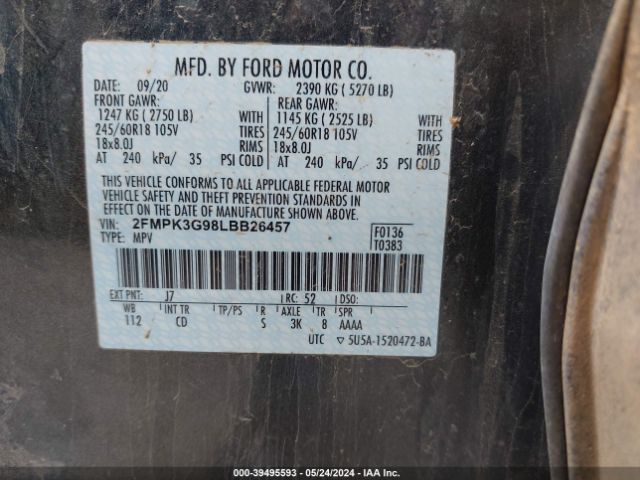 MFD. BY FORD MOTOR CO.
DATE: 09/20 GVWR: 2390 KG ( 5270 LB)
FRONT GAWR: REAR GAWR:
1247 KG ( 2750 LB) WITH 1145 KG ( 2525 LB) WITH
245/60R18 105V TIRES 245/60R18 105V TIRES
18x8.0J RIMS 18x8.0J RIMS
AT 240 kPa/ 35 PSI COLD AT 240 kPa/ 35 PSI COLD
THIS VEHICLE CONFORMS TO ALL APPLICABLE FEDERAL MOTOR
VEHICLE SAFETY AND THEFT PREVENTION STANDARDS IN
EFFECT ON THE DATE OF MANUFACTURE SHOWN ABOVE.
VIN: 2FMPK3G98LBB26457 F0136
TYPE: MPV T0383
EXT PNT: J7 RC: 52 DSO:
WB INT TR TP/PS R AXLE TR SPR
112 CD S 3K 8 AAAA
UTC ▽ 5U5A-1520472-BA
000-39495593 - 05/24/2024 - IAA Inc.